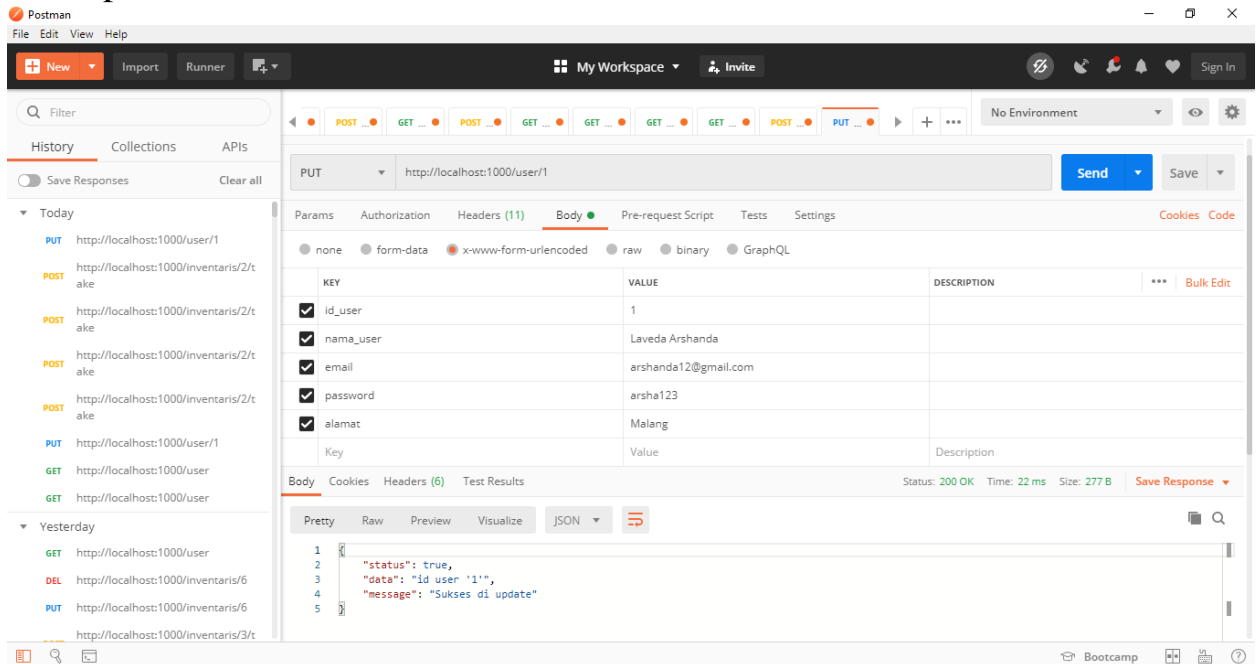 Postman
File Edit View Help
New Import Runner My Workspace Invite Sign In
Filter
History Collections APIs
Save Responses Clear all
Today
PUT http://localhost:1000/user/1
POST http://localhost:1000/inventaris/2/t
ake
POST http://localhost:1000/inventaris/2/t
ake
POST http://localhost:1000/inventaris/2/t
ake
POST http://localhost:1000/inventaris/2/t
ake
PUT http://localhost:1000/user/1
GET http://localhost:1000/user
GET http://localhost:1000/user
Yesterday
GET http://localhost:1000/user
DEL http://localhost:1000/inventaris/6
PUT http://localhost:1000/inventaris/6
http://localhost:1000/inventaris/3/t
POST ... GET ... POST ... GET ... GET ... GET ... GET ... POST ... PUT ... No Environment
PUT http://localhost:1000/user/1 Send Save
Params Authorization Headers (11) Body Pre-request Script Tests Settings Cookies Code
none form-data x-www-form-urlencoded raw binary GraphQL
KEY VALUE DESCRIPTION Bulk Edit
id_user 1
nama_user Laveda Arshanda
email arshanda12@gmail.com
password arsha123
alamat Malang
Key Value Description
Body Cookies Headers (6) Test Results Status: 200 OK Time: 22 ms Size: 277 B Save Response
Pretty Raw Preview Visualize JSON
1 {
2 "status": true,
3 "data": "id user '1'",
4 "message": "Sukses di update"
5 }
Bootcamp